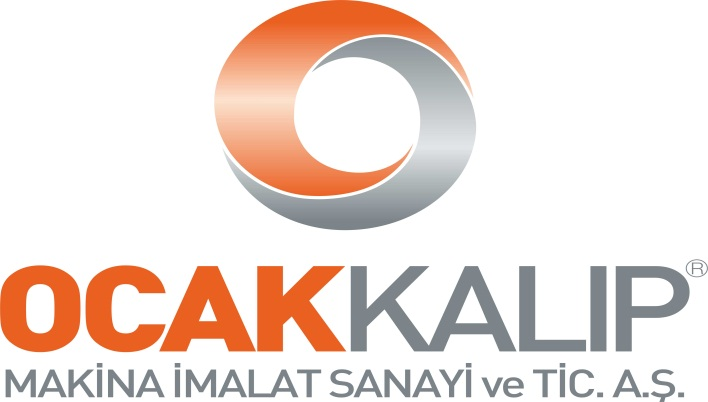 OCAKKALIP®
MAKİNA İMALAT SANAYİ ve TİC. A.Ş.